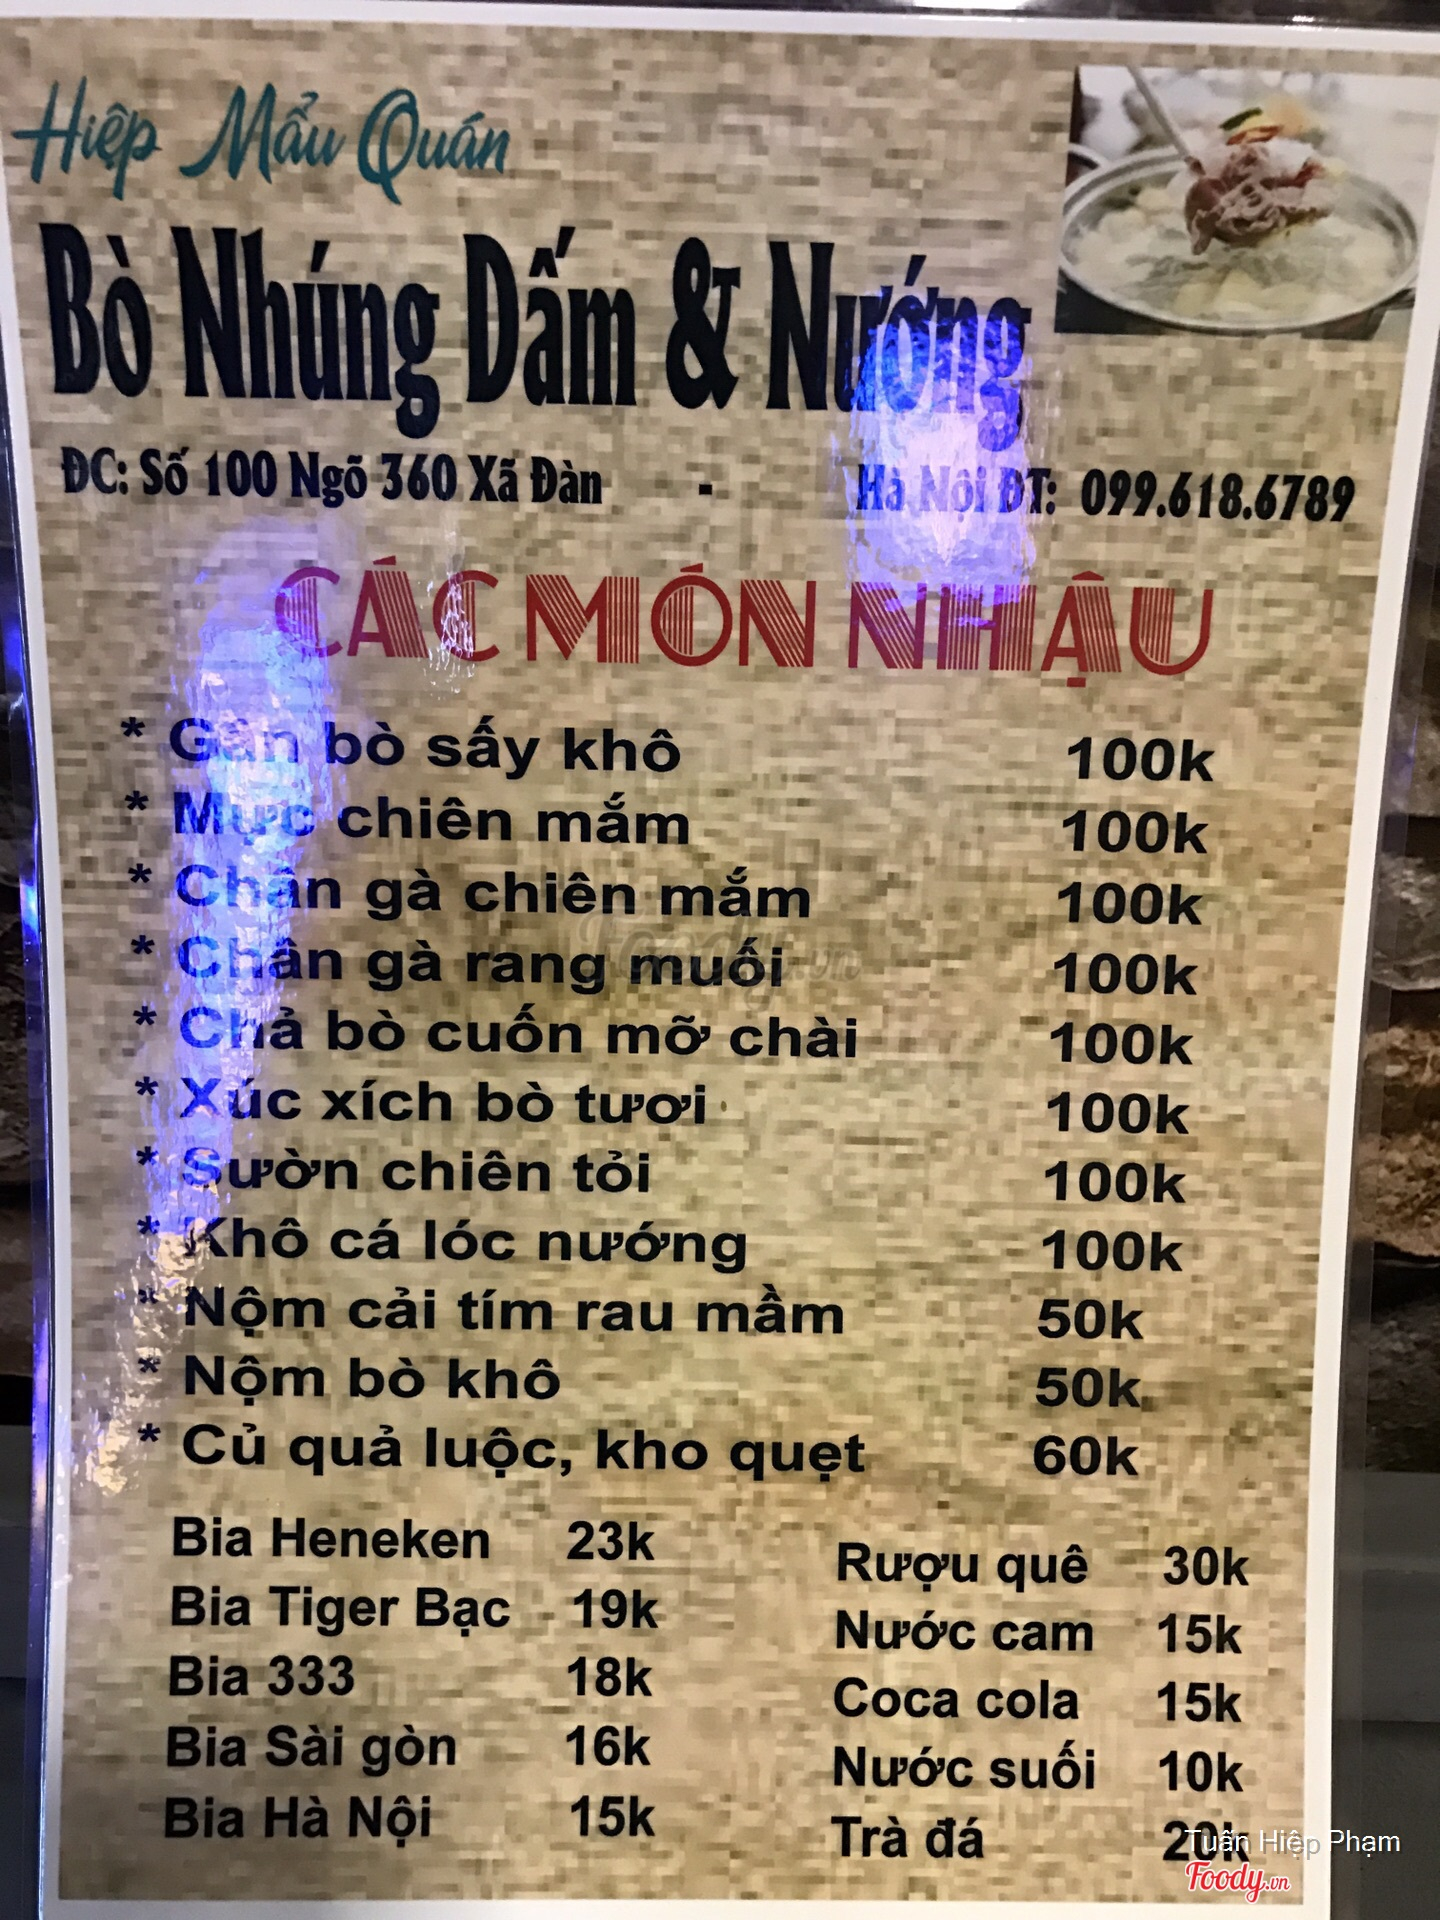 Hiệp Mẩu Quán
Bò Nhúng Dấm & Nướng
ĐC: Số 100 Ngõ 360 Xã Đàn - Hà Nội ĐT: 099.618.6789
CÁC MÓN NHẬU
* Gân bò sấy khô 100k
* Mực chiên mắm 100k
* Chân gà chiên mắm 100k
* Chân gà rang muối 100k
* Chả bò cuốn mỡ chài 100k
* Xúc xích bò tươi 100k
* Sườn chiên tỏi 100k
* Khô cá lóc nướng 100k
* Nộm cải tím rau mầm 50k
* Nộm bò khô 50k
* Củ quả luộc, kho quẹt 60k
Bia Heneken 23k
Bia Tiger Bạc 19k
Bia 333 18k
Bia Sài gòn 16k
Bia Hà Nội 15k
Rượu quê 30k
Nước cam 15k
Coca cola 15k
Nước suối 10k
Trà đá 20k
Foody.vn
Tuấn Hiệp Phạm
Foody.vn